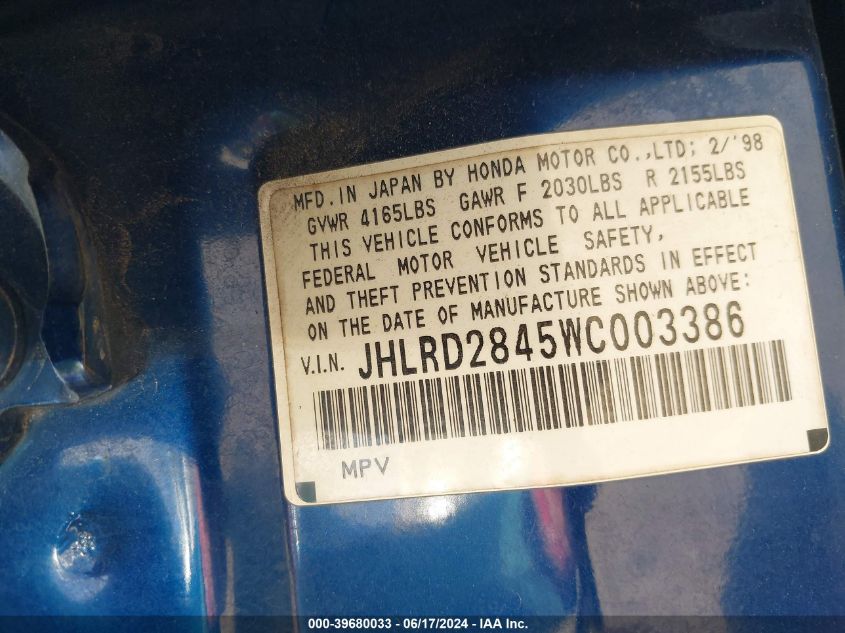 MFD.IN JAPAN BY HONDA MOTOR CO.,LTD; 2/'98
GVWR 4165LBS GAWR F 2030LBS R 2155LBS
THIS VEHICLE CONFORMS TO ALL APPLICABLE
FEDERAL MOTOR VEHICLE SAFETY,
AND THEFT PREVENTION STANDARDS IN EFFECT
ON THE DATE OF MANUFACTURE SHOWN ABOVE:
V.I.N. JHLRD2845WC003386
MPV
000-39680033 - 06/17/2024 - IAA Inc.